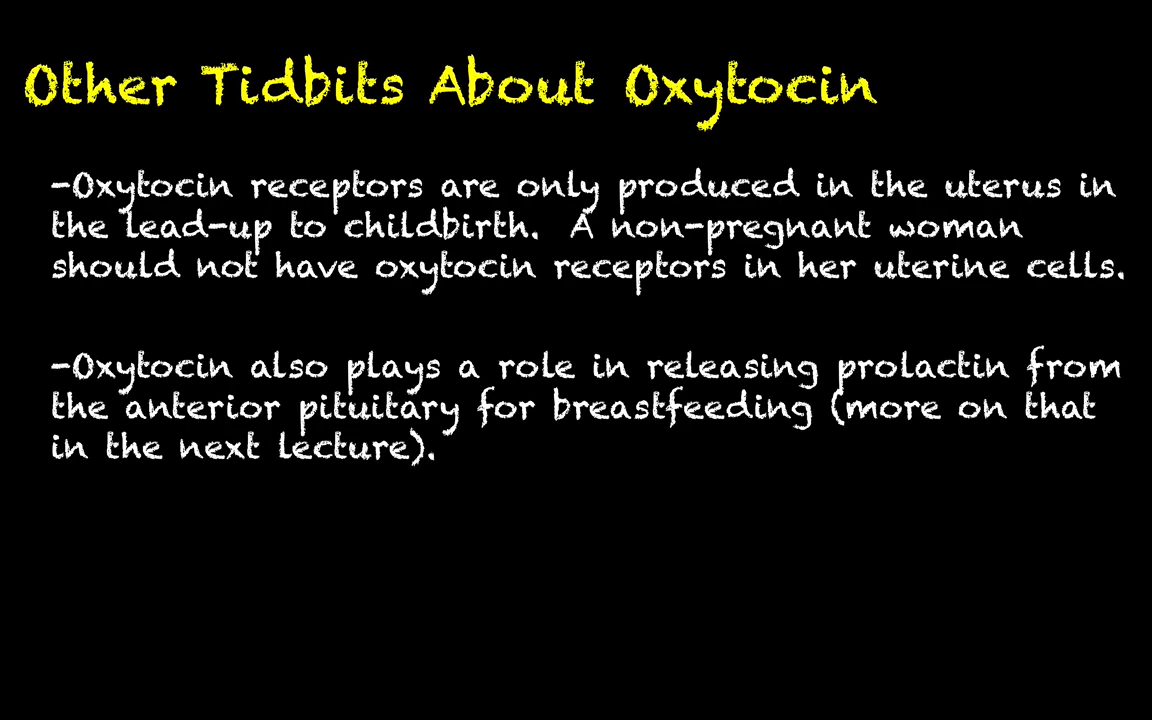 Other Tidbits About Oxytocin
-Oxytocin receptors are only produced in the uterus in
the lead-up to childbirth.  A non-pregnant woman
should not have oxytocin receptors in her uterine cells.
-Oxytocin also plays a role in releasing prolactin from
the anterior pituitary for breastfeeding (more on that
in the next lecture).